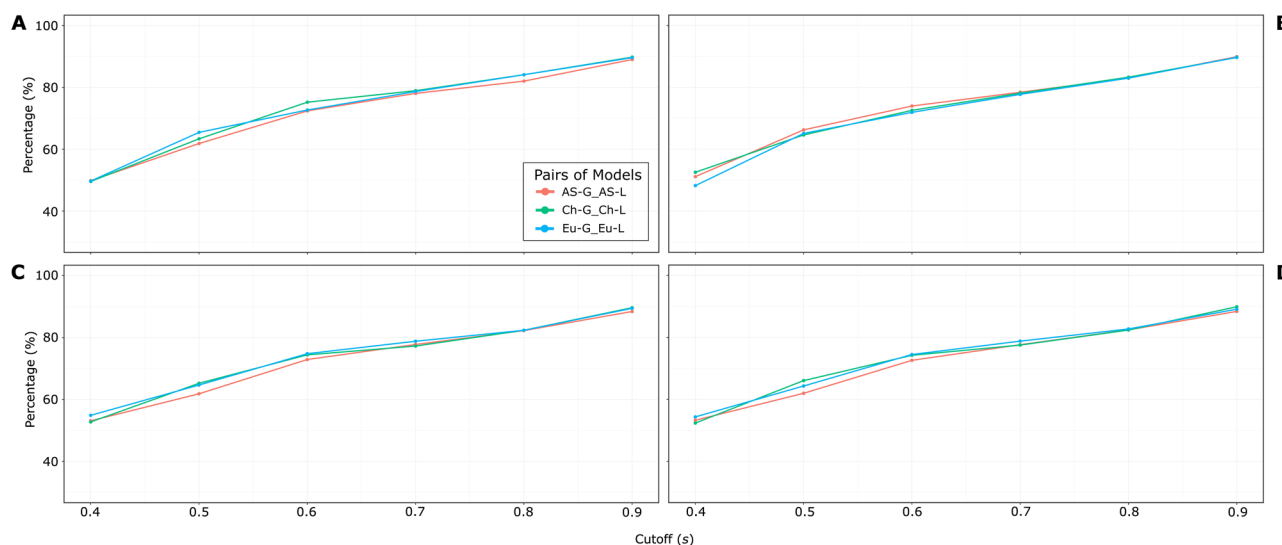 A
B
100
80
60
40
Percentage (%)
Pairs of Models
AS-G_AS-L
Ch-G_Ch-L
Eu-G_Eu-L
C
D
100
80
60
40
Percentage (%)
0.4 0.5 0.6 0.7 0.8 0.9 0.4 0.5 0.6 0.7 0.8 0.9
Cutoff (s)